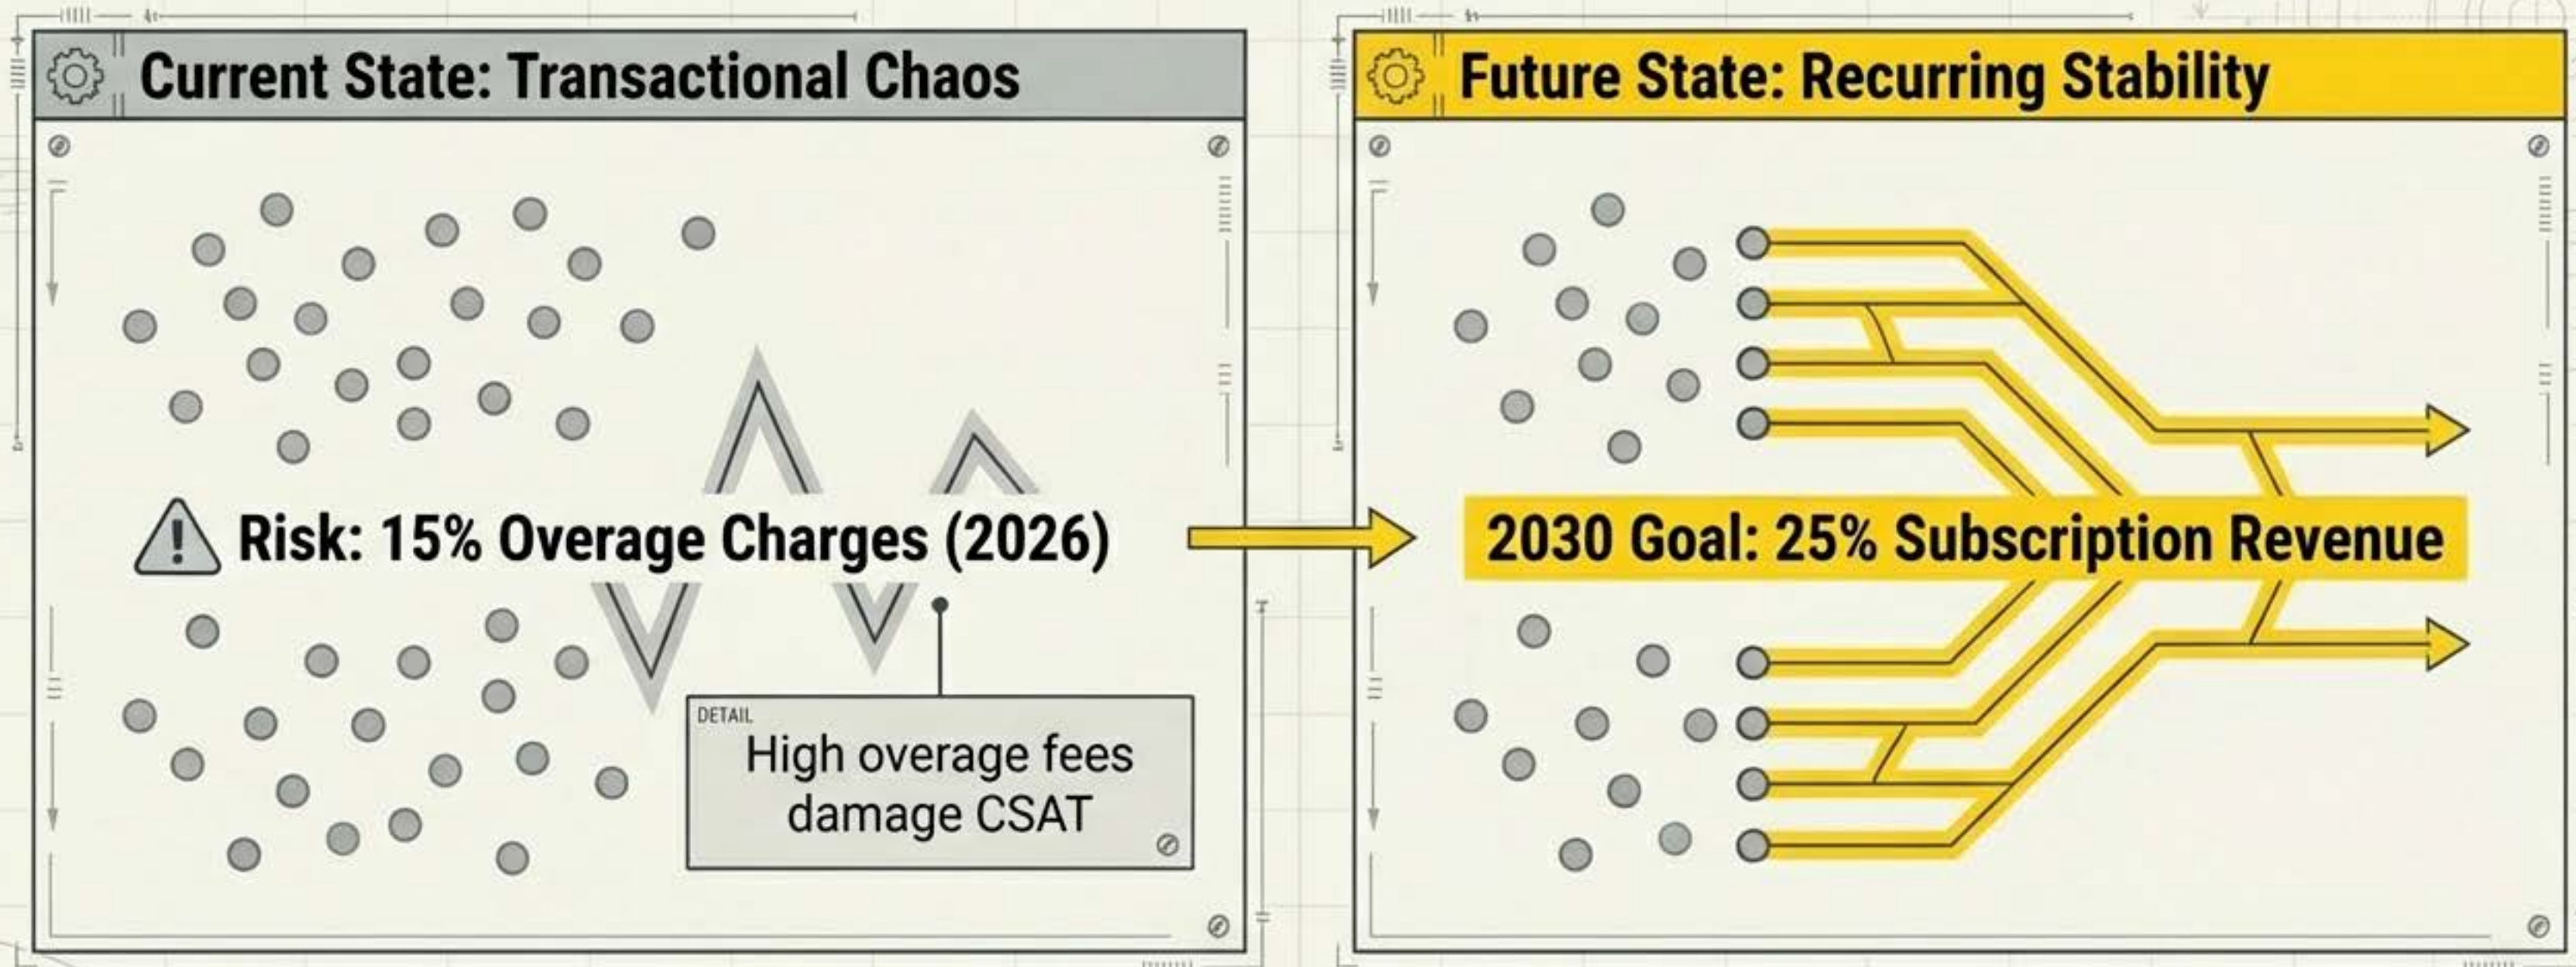 Current State: Transactional Chaos
Risk: 15% Overage Charges (2026)
DETAIL
High overage fees
damage CSAT
Future State: Recurring Stability
2030 Goal: 25% Subscription Revenue